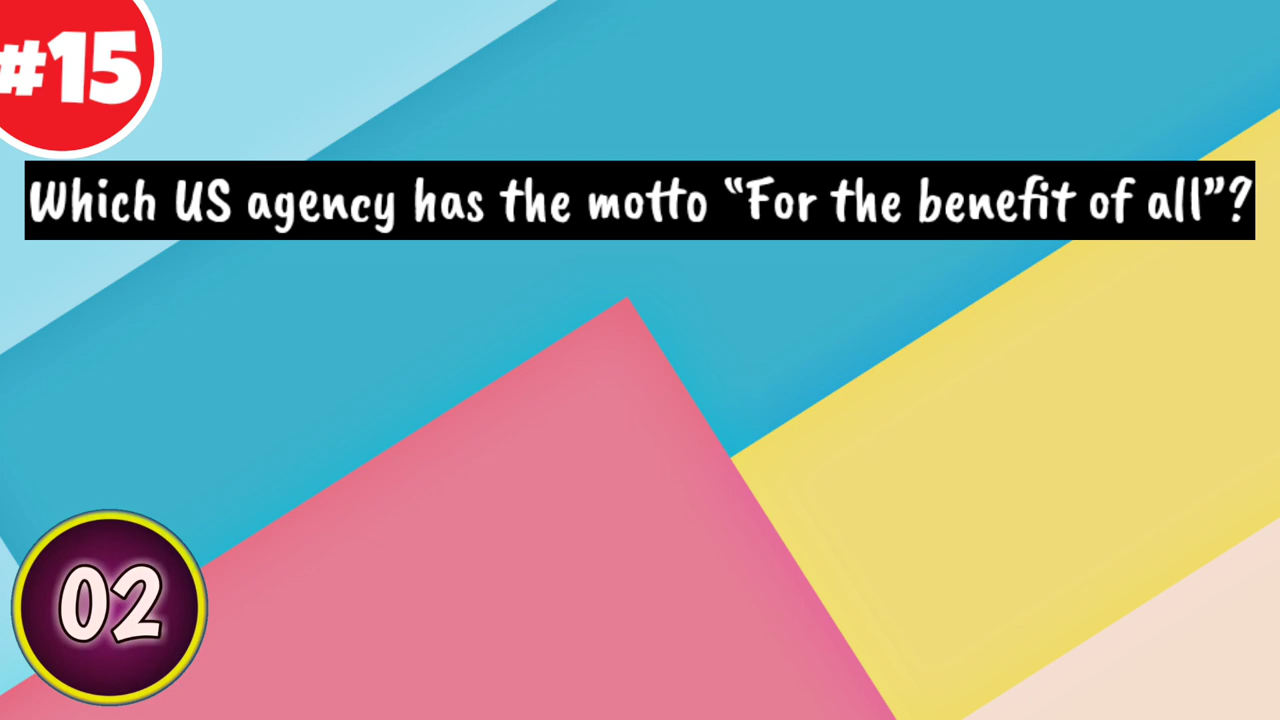 #15
Which US agency has the motto “For the benefit of all”?
02